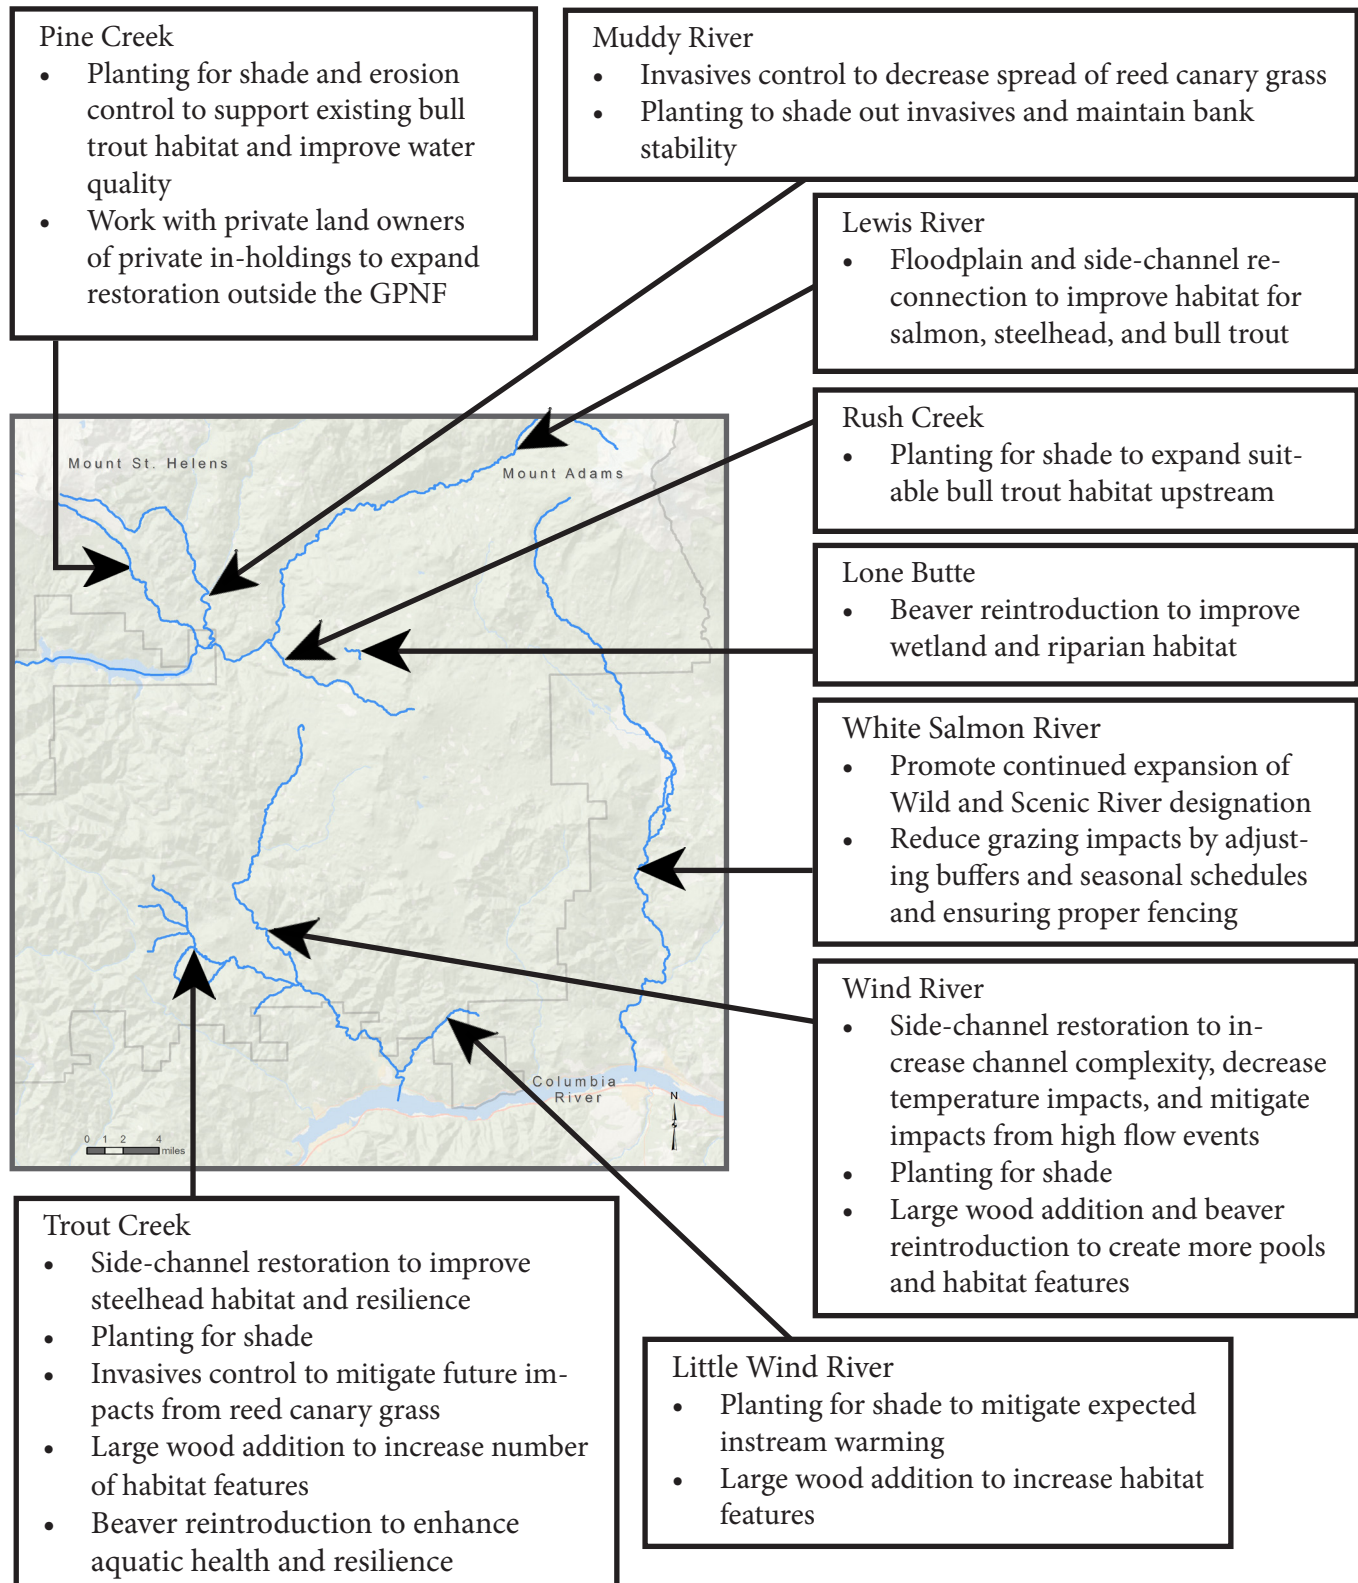 Pine Creek
• Planting for shade and erosion
control to support existing bull
trout habitat and improve water
quality
• Work with private land owners
of private in-holdings to expand
restoration outside the GPNF
Muddy River
• Invasives control to decrease spread of reed canary grass
• Planting to shade out invasives and maintain bank
stability
Lewis River
• Floodplain and side-channel re-
connection to improve habitat for
salmon, steelhead, and bull trout
Rush Creek
• Planting for shade to expand suit-
able bull trout habitat upstream
Lone Butte
• Beaver reintroduction to improve
wetland and riparian habitat
White Salmon River
• Promote continued expansion of
Wild and Scenic River designation
• Reduce grazing impacts by adjust-
ing buffers and seasonal schedules
and ensuring proper fencing
Wind River
• Side-channel restoration to in-
crease channel complexity, decrease
temperature impacts, and mitigate
impacts from high flow events
• Planting for shade
• Large wood addition and beaver
reintroduction to create more pools
and habitat features
Mount St. Helens
Mount Adams
Columbia
River
N
0 1 2 4
miles
Trout Creek
• Side-channel restoration to improve
steelhead habitat and resilience
• Planting for shade
• Invasives control to mitigate future im-
pacts from reed canary grass
• Large wood addition to increase number
of habitat features
• Beaver reintroduction to enhance
aquatic health and resilience
Little Wind River
• Planting for shade to mitigate expected
instream warming
• Large wood addition to increase habitat
features